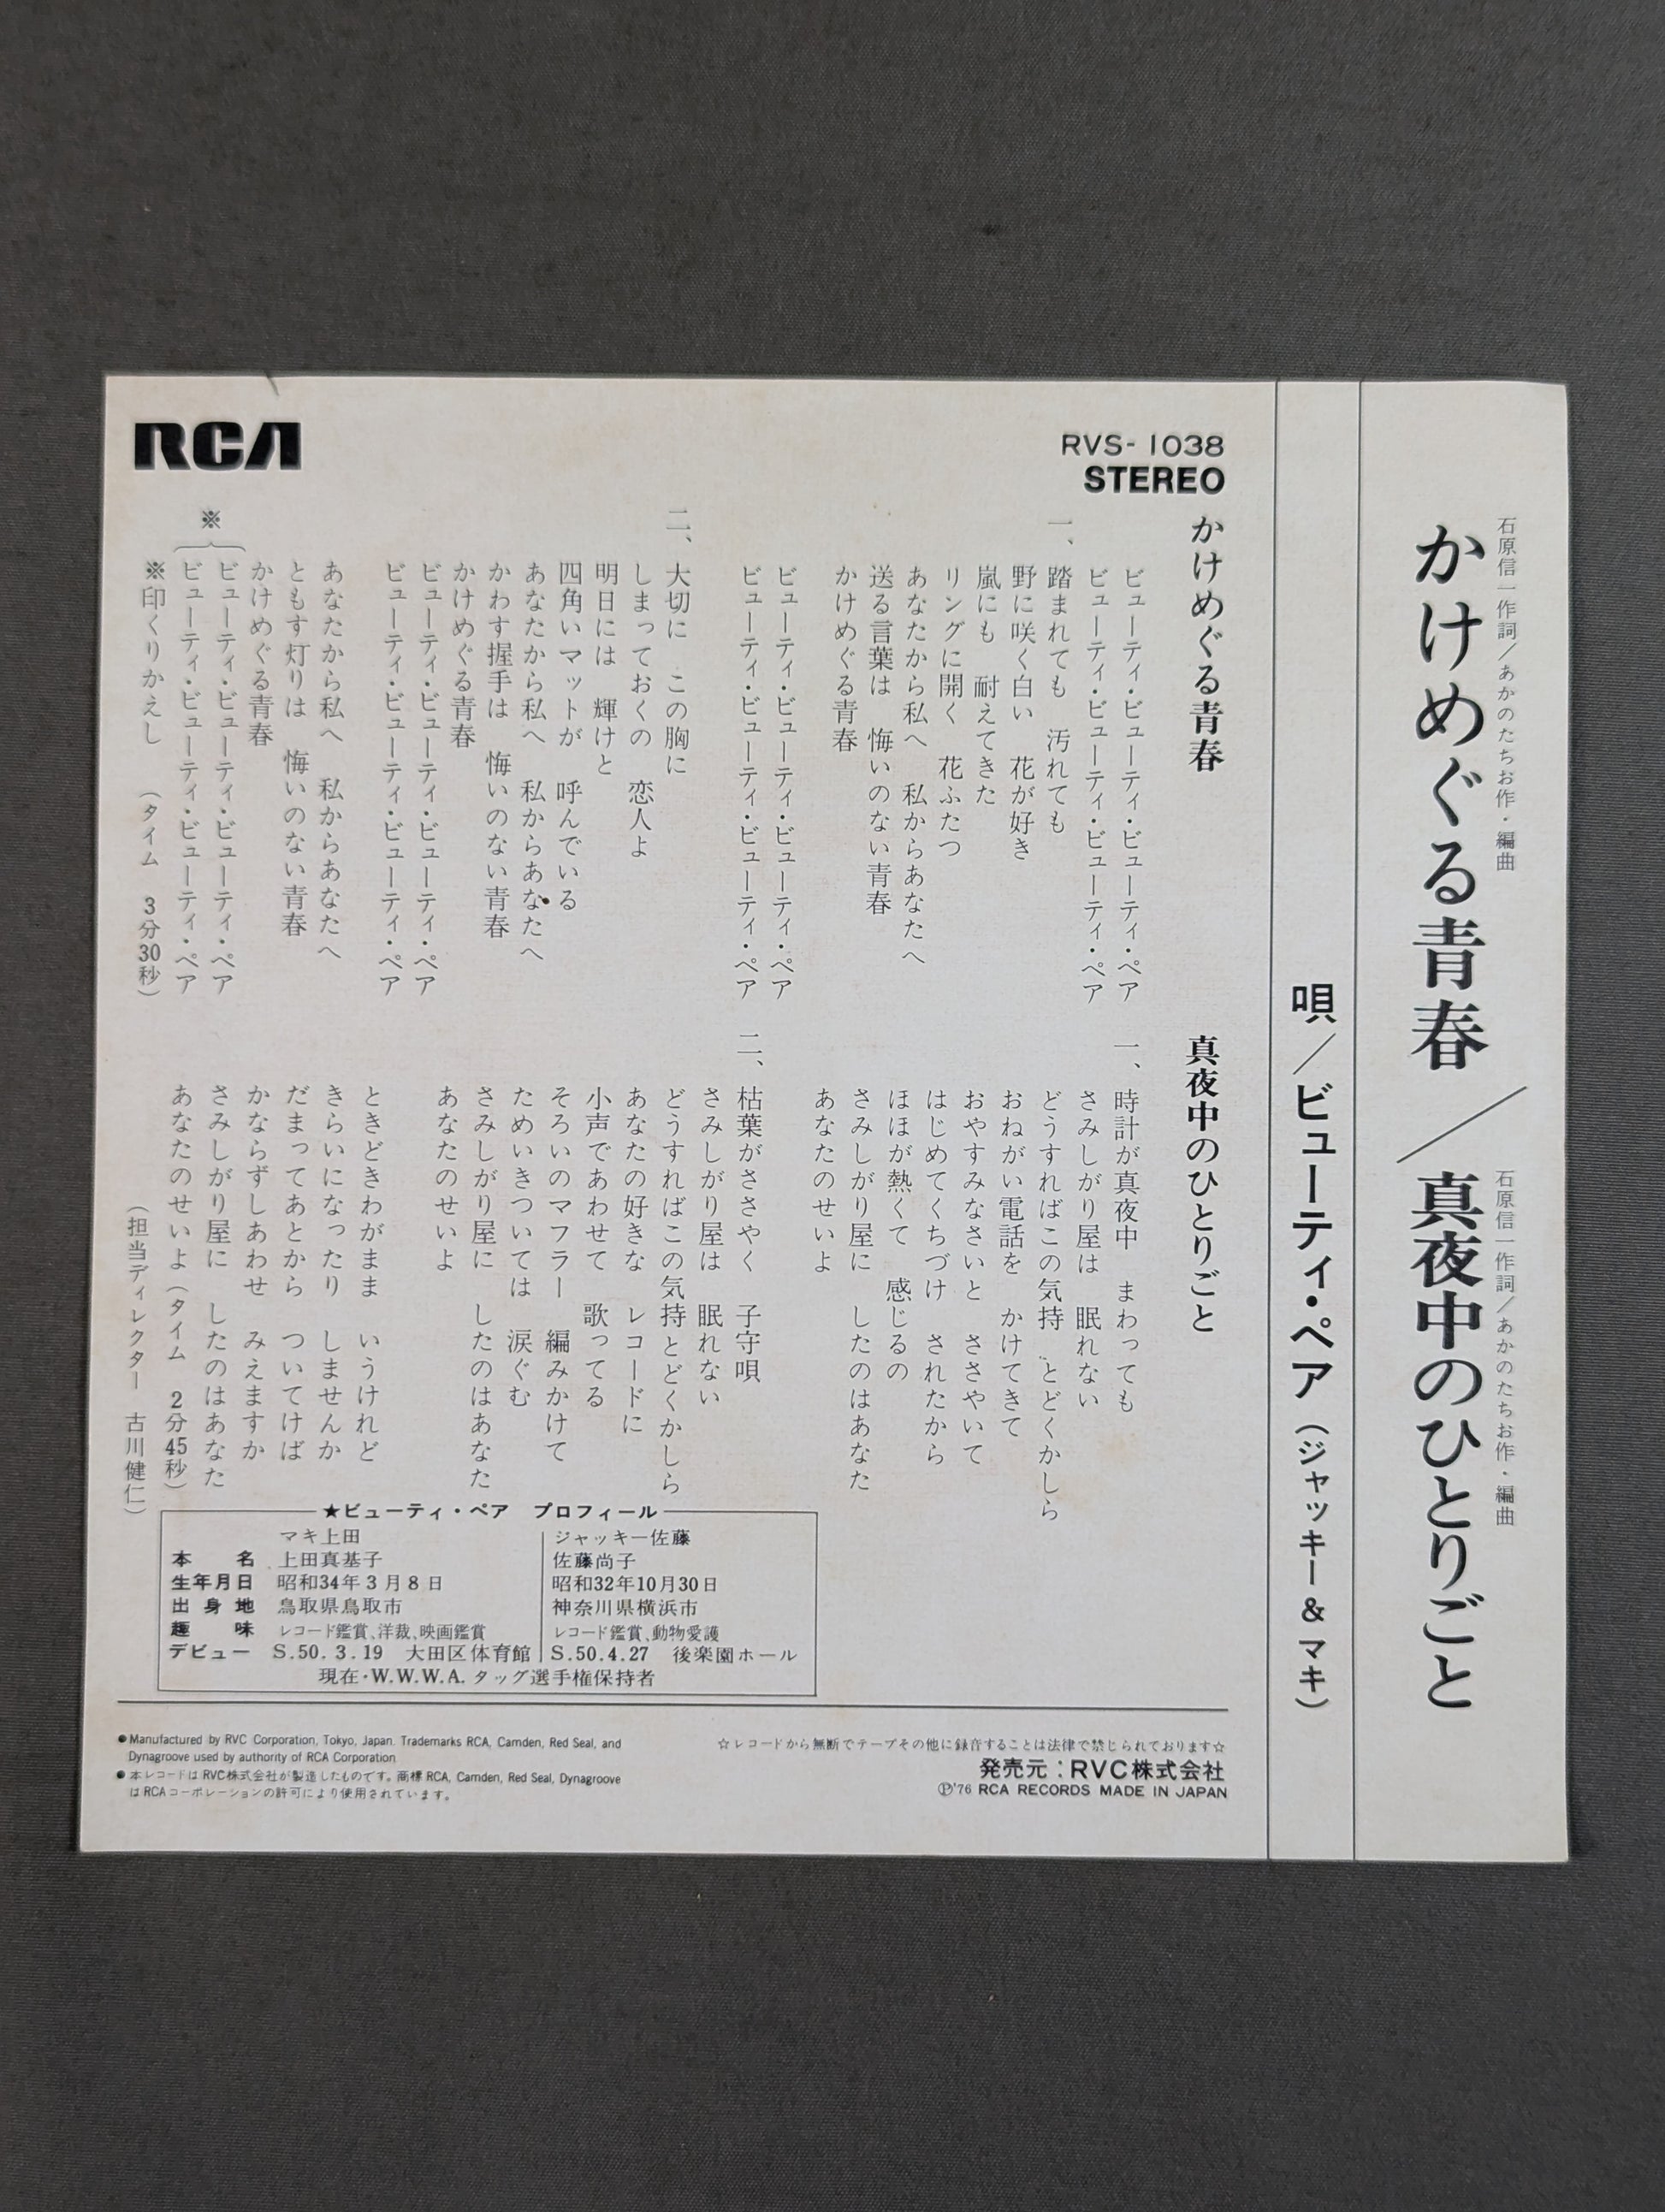 石原信一作詞／あかのたちお作・編曲
かけめぐる青春／真夜中のひとりごと
石原信一作詞／あかのたちお作・編曲
唄／ビューティ・ペア（ジャッキー＆マキ）
RCA
RVS-1038
STEREO
かけめぐる青春
ビューティ・ビューティ・ビューティ・ペア
ビューティ・ビューティ・ビューティ・ペア
一、踏まれても　汚れても
野に咲く白い　花が好き
嵐にも　耐えてきた
リングに開く　花ふたつ
あなたから私へ　私からあなたへ
送る言葉は　悔いのない青春
かけめぐる青春
ビューティ・ビューティ・ビューティ・ペア
ビューティ・ビューティ・ビューティ・ペア
二、大切に　この胸に
しまっておくの　恋人よ
明日には　輝けと
四角いマットが　呼んでいる
あなたから私へ　私からあなたへ
かわす握手は　悔いのない青春
かけめぐる青春
ビューティ・ビューティ・ビューティ・ペア
ビューティ・ビューティ・ビューティ・ペア
あなたから私へ　私からあなたへ
ともす灯りは　悔いのない青春
かけめぐる青春
※
ビューティ・ビューティ・ビューティ・ペア
ビューティ・ビューティ・ビューティ・ペア
※印くりかえし　（タイム　3分30秒）
真夜中のひとりごと
一、時計が真夜中　まわっても
さみしがり屋は　眠れない
どうすればこの気持　とどくかしら
おねがい電話を　かけてきて
おやすみなさいと　ささやいて
はじめてくちづけ　されたから
ほほが熱くて　感じるの
さみしがり屋に　したのはあなた
あなたのせいよ
二、枯葉がささやく　子守唄
さみしがり屋は　眠れない
どうすればこの気持とどくかしら
あなたの好きな　レコードに
小声であわせて　歌ってる
そろいのマフラー　編みかけて
ためいきついては　涙ぐむ
さみしがり屋に　したのはあなた
あなたのせいよ
ときどきわがまま　いうけれど
きらいになったり　しませんか
だまってあとから　ついてけば
かならずしあわせ　みえますか
さみしがり屋に　したのはあなた
あなたのせいよ（タイム　2分45秒）
（担当ディレクター　古川健仁）
★ビューティ・ペア　プロフィール
マキ上田　ジャッキー佐藤
本名　上田真基子　佐藤尚子
生年月日　昭和34年3月8日　昭和32年10月30日
出身地　鳥取県鳥取市　神奈川県横浜市
趣味　レコード鑑賞、洋裁、映画鑑賞　レコード鑑賞、動物愛護
デビュー　S.50.3.19　大田区体育館　S.50.4.27　後楽園ホール
現在・W.W.W.A.タッグ選手権保持者
●Manufactured by RVC Corporation, Tokyo, Japan. Trademarks RCA, Camden, Red Seal, and
Dynagroove used by authority of RCA Corporation
●本レコードはRVC株式会社が製造したものです。商標RCA, Camden, Red Seal, Dynagroove
はRCAコーポレーションの許可により使用されています。
☆レコードから無断でテープその他に録音することは法律で禁じられております☆
発売元：RVC株式会社
Ⓟ'76 RCA RECORDS MADE IN JAPAN